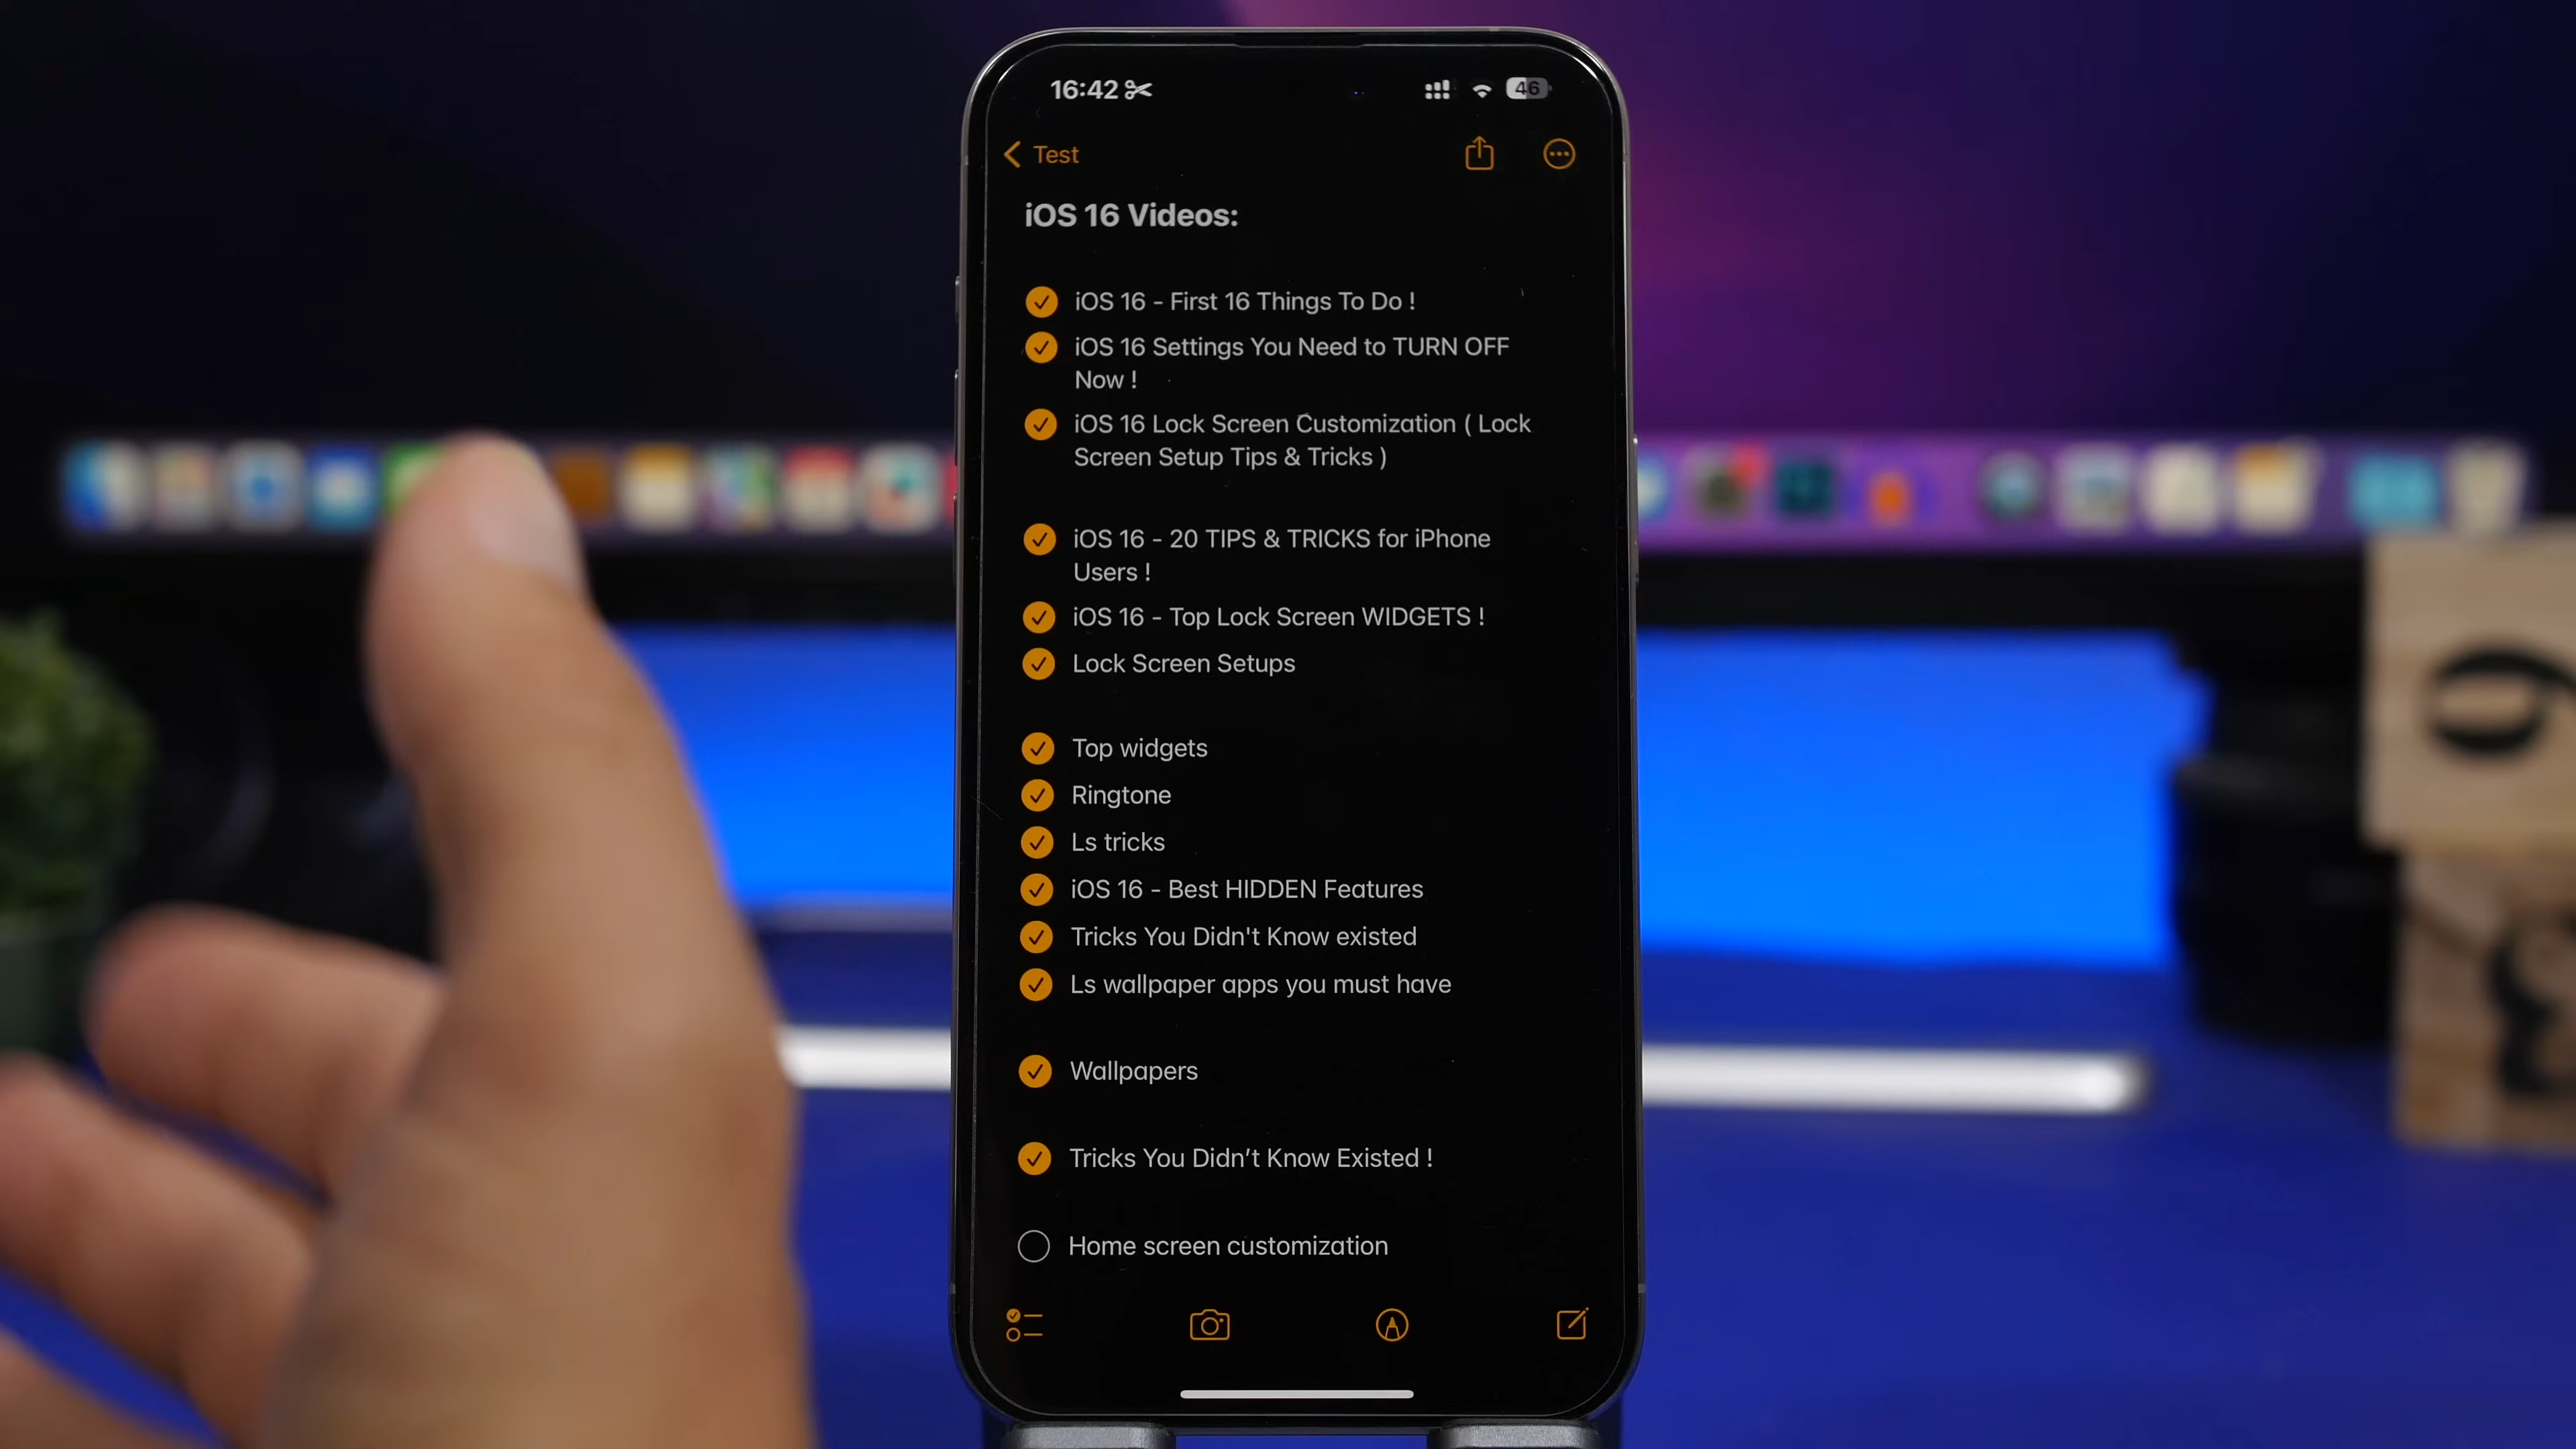 16:42
46
Test
iOS 16 Videos:
iOS 16 - First 16 Things To Do !
iOS 16 Settings You Need to TURN OFF
Now !
iOS 16 Lock Screen Customization ( Lock
Screen Setup Tips & Tricks )
iOS 16 - 20 TIPS & TRICKS for iPhone
Users !
iOS 16 - Top Lock Screen WIDGETS !
Lock Screen Setups
Top widgets
Ringtone
Ls tricks
iOS 16 - Best HIDDEN Features
Tricks You Didn't Know existed
Ls wallpaper apps you must have
Wallpapers
Tricks You Didn’t Know Existed !
Home screen customization